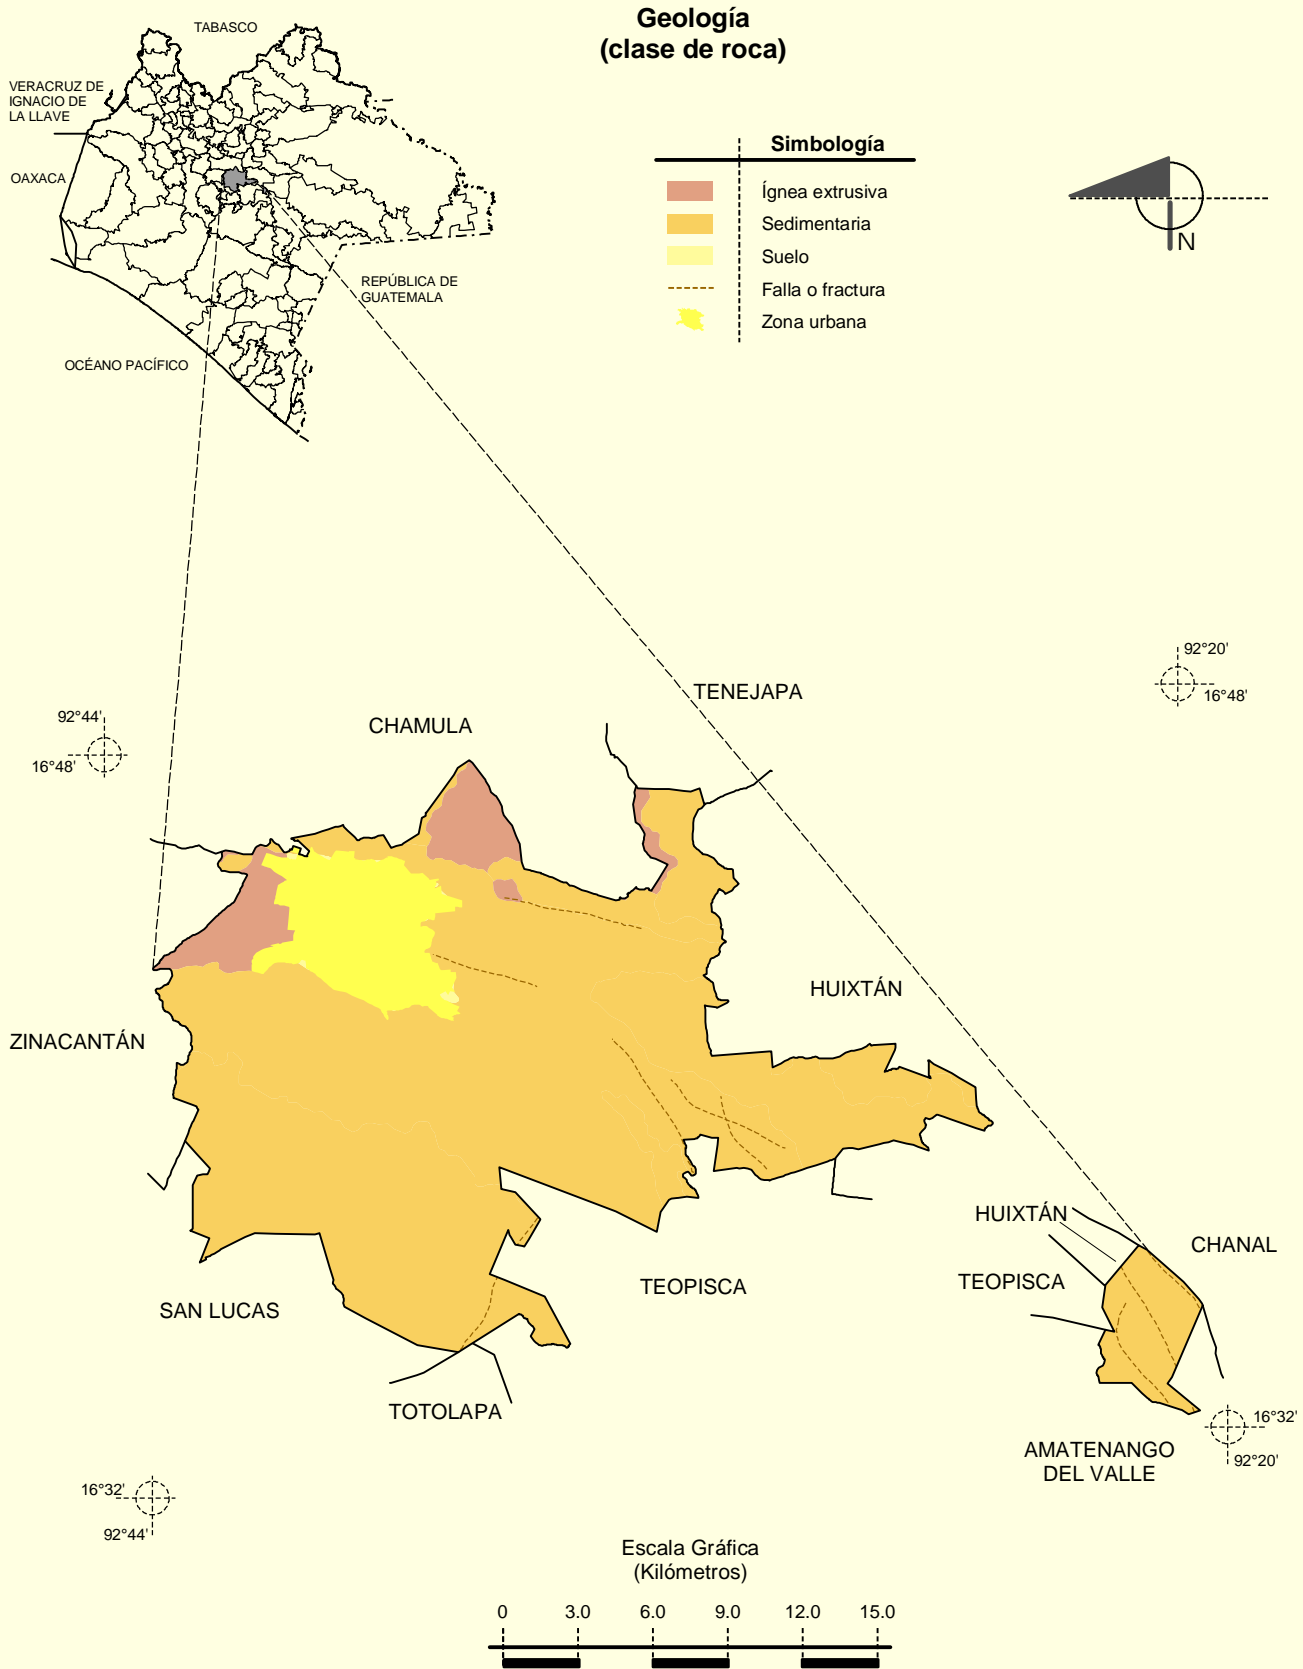 Geología
(clase de roca)
TABASCO
VERACRUZ DE
IGNACIO DE
LA LLAVE
OAXACA
REPÚBLICA DE
GUATEMALA
OCÉANO PACÍFICO
Simbología
Ígnea extrusiva
Sedimentaria
Suelo
Falla o fractura
Zona urbana
N
92°20'
16°48'
92°44'
16°48'
TENEJAPA
CHAMULA
HUIXTÁN
ZINACANTÁN
HUIXTÁN
CHANAL
TEOPISCA
TEOPISCA
SAN LUCAS
TOTOLAPA
AMATENANGO
DEL VALLE
16°32'
92°20'
16°32'
92°44'
Escala Gráfica
(Kilómetros)
0 3.0 6.0 9.0 12.0 15.0